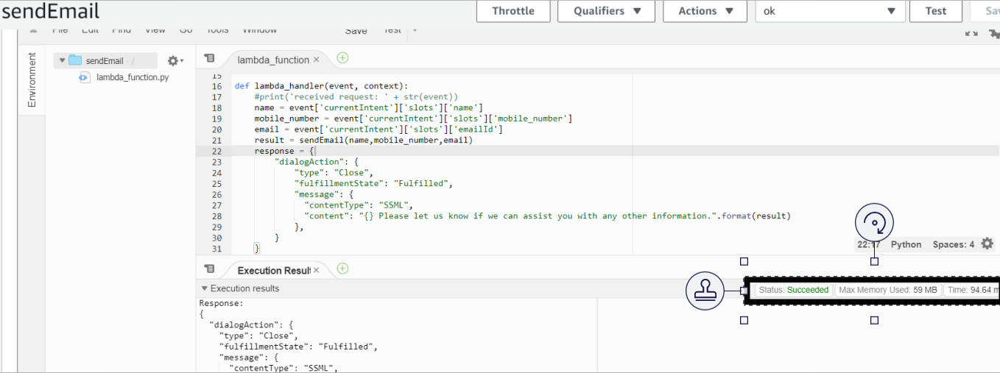 sendEmail
Throttle
Qualifiers
Actions
ok
Test
File Edit Find View Go Tools Window Save Test
Environment
sendEmail - /
lambda_function.py
lambda_function
15
16 def lambda_handler(event, context):
17 #print('received request: ' + str(event))
18 name = event['currentIntent']['slots']['name']
19 mobile_number = event['currentIntent']['slots']['mobile_number']
20 email = event['currentIntent']['slots']['emailId']
21 result = sendEmail(name,mobile_number,email)
22 response = {
23 "dialogAction": {
24 "type": "Close",
25 "fulfillmentState": "Fulfilled",
26 "message": {
27 "contentType": "SSML",
28 "content": "{} Please let us know if we can assist you with any other information.".format(result)
29 },
30 }
31 }
22:17 Python Spaces: 4
Execution Resul
Execution results
Status: Succeeded Max Memory Used: 59 MB Time: 94.64 m
Response:
{
"dialogAction": {
"type": "Close",
"fulfillmentState": "Fulfilled",
"message": {
"contentType": "SSML",